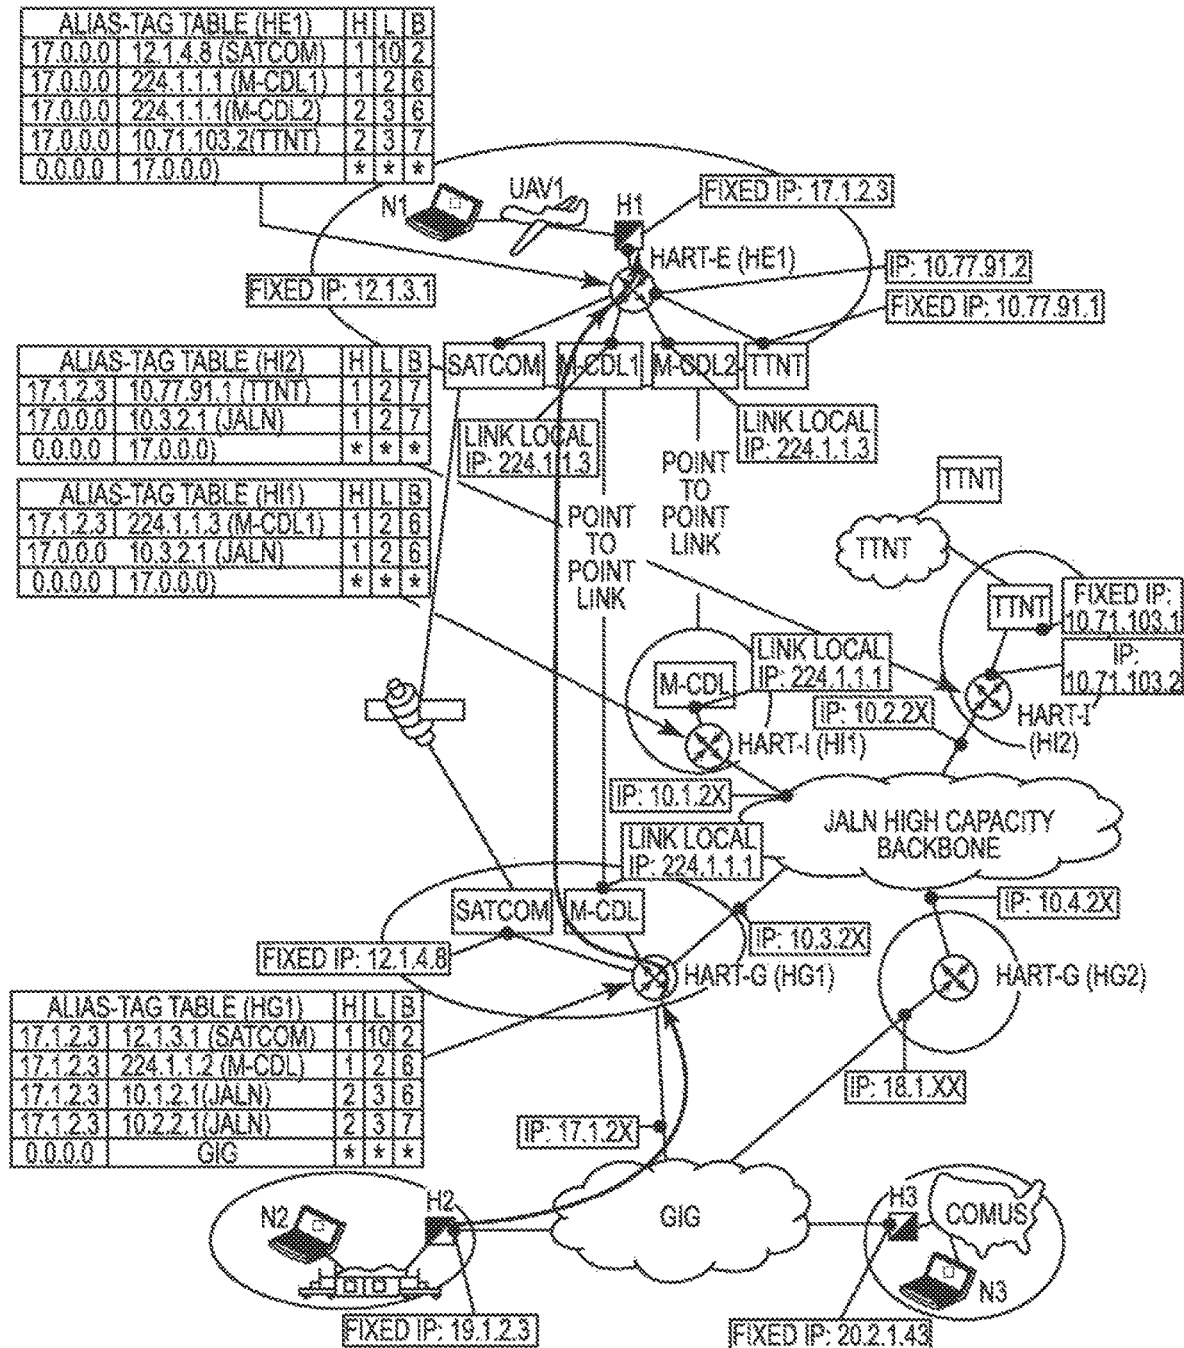 ALIAS-TAG TABLE (HE1) H L B
17.0.0.0 12.1.4.8 (SATCOM) 1 10 2
17.0.0.0 224.1.1.1 (M-CDL1) 1 2 6
17.0.0.0 224.1.1.1(M-CDL2) 2 3 6
17.0.0.0 10.71.103.2(TTNT) 2 3 7
0.0.0.0 17.0.0.0) * * *
N1
UAV1
H1
FIXED IP: 17.1.2.3
HART-E (HE1)
IP: 10.77.91.2
FIXED IP: 12.1.3.1
FIXED IP: 10.77.91.1
SATCOM
M-CDL1
M-CDL2
TTNT
ALIAS-TAG TABLE (HI2) H L B
17.1.2.3 10.77.91.1 (TTNT) 1 2 7
17.0.0.0 10.3.2.1 (JALN) 1 2 7
0.0.0.0 17.0.0.0) * * *
LINK LOCAL
IP: 224.1.1.3
LINK LOCAL
IP: 224.1.1.3
POINT
TO
POINT
LINK
POINT
TO
POINT
LINK
ALIAS-TAG TABLE (HI1) H L B
17.1.2.3 224.1.1.3 (M-CDL1) 1 2 6
17.0.0.0 10.3.2.1 (JALN) 1 2 6
0.0.0.0 17.0.0.0) * * *
TTNT
TTNT
TTNT
FIXED IP:
10.71.103.1
IP:
10.71.103.2
LINK LOCAL
IP: 224.1.1.1
M-CDL
IP: 10.2.2X
HART-I (HI1)
HART-I
(HI2)
IP: 10.1.2X
JALN HIGH CAPACITY
BACKBONE
LINK LOCAL
IP: 224.1.1.1
SATCOM
M-CDL
IP: 10.4.2X
IP: 10.3.2X
FIXED IP: 12.1.4.8
HART-G (HG1)
HART-G (HG2)
ALIAS-TAG TABLE (HG1) H L B
17.1.2.3 12.1.3.1 (SATCOM) 1 10 2
17.1.2.3 224.1.1.2 (M-CDL) 1 2 6
17.1.2.3 10.1.2.1(JALN) 2 3 6
17.1.2.3 10.2.2.1(JALN) 2 3 7
0.0.0.0 GIG * * *
IP: 18.1.XX
IP: 17.1.2X
N2
H2
GIG
H3
COMUS
N3
FIXED IP: 19.1.2.3
FIXED IP: 20.2.1.43